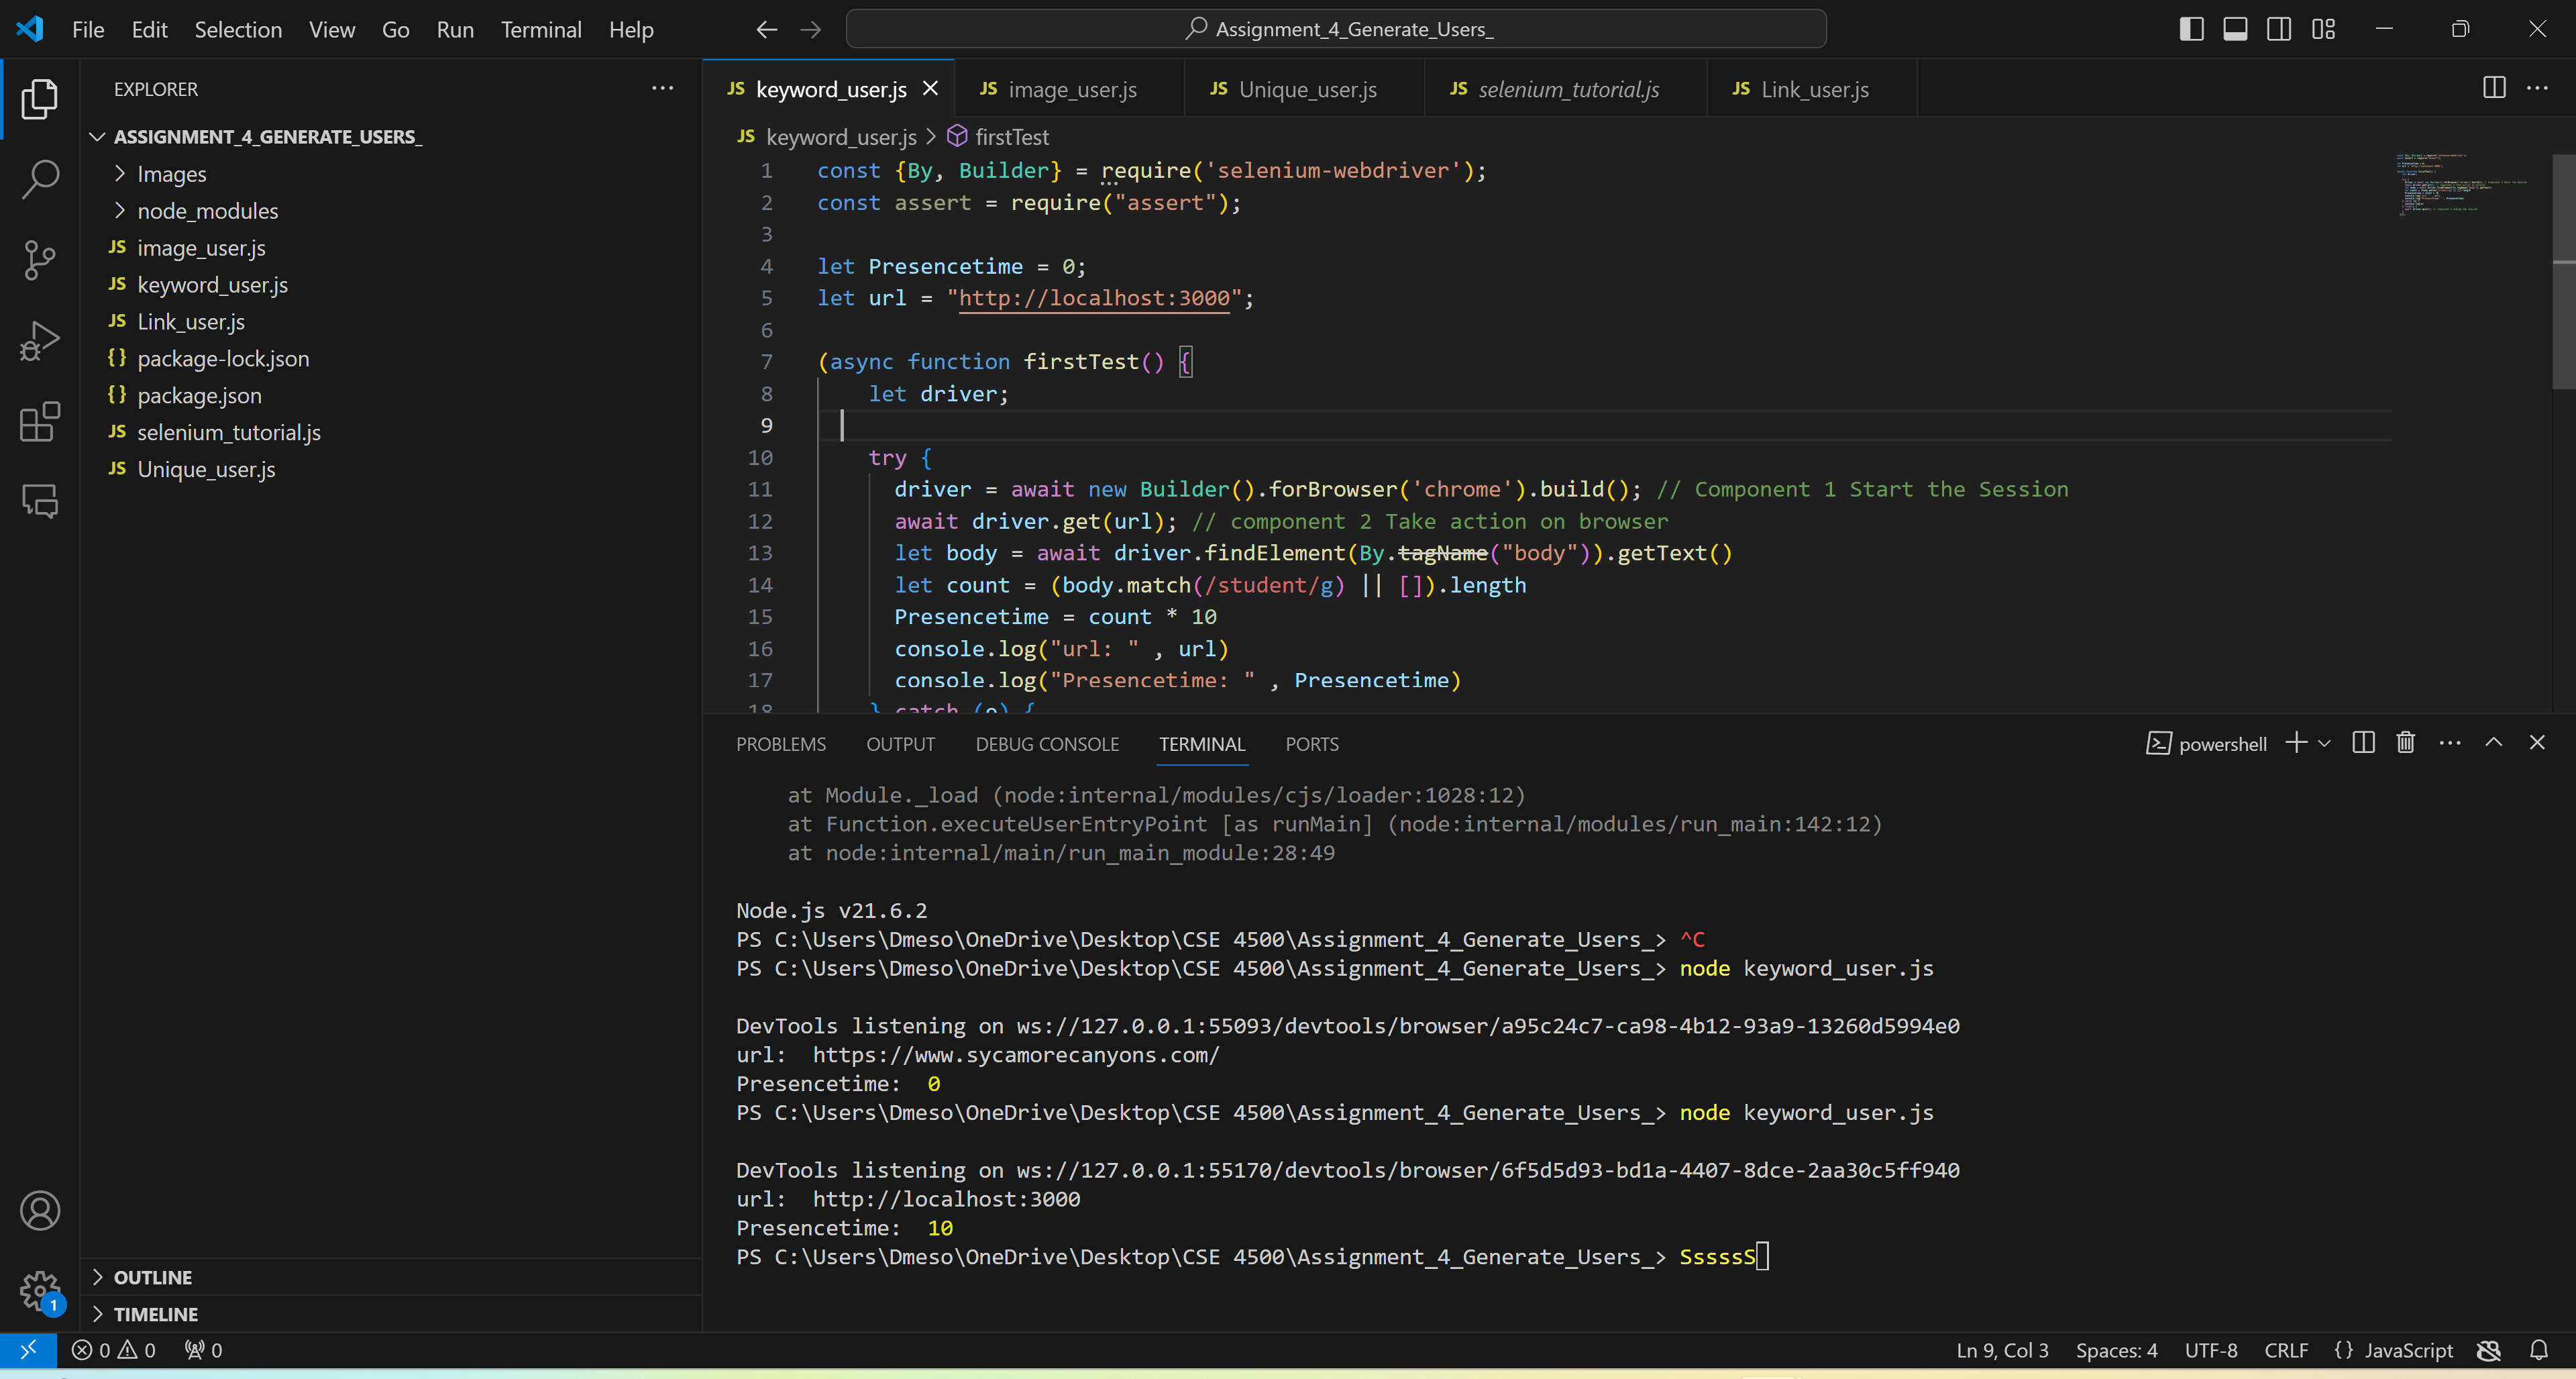 File Edit Selection View Go Run Terminal Help
Assignment_4_Generate_Users_
EXPLORER
ASSIGNMENT_4_GENERATE_USERS_
Images
node_modules
JS image_user.js
JS keyword_user.js
JS Link_user.js
{} package-lock.json
{} package.json
JS selenium_tutorial.js
JS Unique_user.js
OUTLINE
TIMELINE
JS keyword_user.js JS image_user.js JS Unique_user.js JS selenium_tutorial.js JS Link_user.js
JS keyword_user.js > firstTest
1 const {By, Builder} = require('selenium-webdriver');
2 const assert = require("assert");
3
4 let Presencetime = 0;
5 let url = "http://localhost:3000";
6
7 (async function firstTest() {
8 let driver;
9
10 try {
11 driver = await new Builder().forBrowser('chrome').build(); // Component 1 Start the Session
12 await driver.get(url); // component 2 Take action on browser
13 let body = await driver.findElement(By.tagName("body")).getText()
14 let count = (body.match(/student/g) || []).length
15 Presencetime = count * 10
16 console.log("url: " , url)
17 console.log("Presencetime: " , Presencetime)
18 } catch (e) {
PROBLEMS OUTPUT DEBUG CONSOLE TERMINAL PORTS
powershell
at Module._load (node:internal/modules/cjs/loader:1028:12)
at Function.executeUserEntryPoint [as runMain] (node:internal/modules/run_main:142:12)
at node:internal/main/run_main_module:28:49
Node.js v21.6.2
PS C:\Users\Dmeso\OneDrive\Desktop\CSE 4500\Assignment_4_Generate_Users_> ^C
PS C:\Users\Dmeso\OneDrive\Desktop\CSE 4500\Assignment_4_Generate_Users_> node keyword_user.js
DevTools listening on ws://127.0.0.1:55093/devtools/browser/a95c24c7-ca98-4b12-93a9-13260d5994e0
url:  https://www.sycamorecanyons.com/
Presencetime:  0
PS C:\Users\Dmeso\OneDrive\Desktop\CSE 4500\Assignment_4_Generate_Users_> node keyword_user.js
DevTools listening on ws://127.0.0.1:55170/devtools/browser/6f5d5d93-bd1a-4407-8dce-2aa30c5ff940
url:  http://localhost:3000
Presencetime:  10
PS C:\Users\Dmeso\OneDrive\Desktop\CSE 4500\Assignment_4_Generate_Users_> SssssS
1
0 0 0
Ln 9, Col 3 Spaces: 4 UTF-8 CRLF {} JavaScript